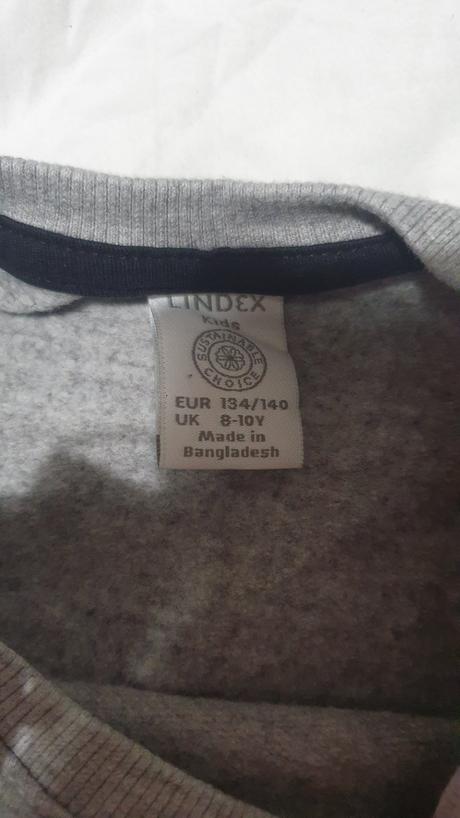 LINDEX
Kids
SUSTAINABLE
CHOICE
EUR 134/140
UK 8-10Y
Made in
Bangladesh